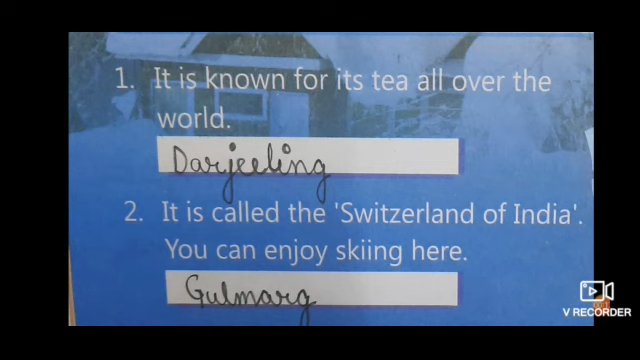 1. It is known for its tea all over the
world.
Darjeeling
2. It is called the 'Switzerland of India'.
You can enjoy skiing here.
Gulmarg
V RECORDER